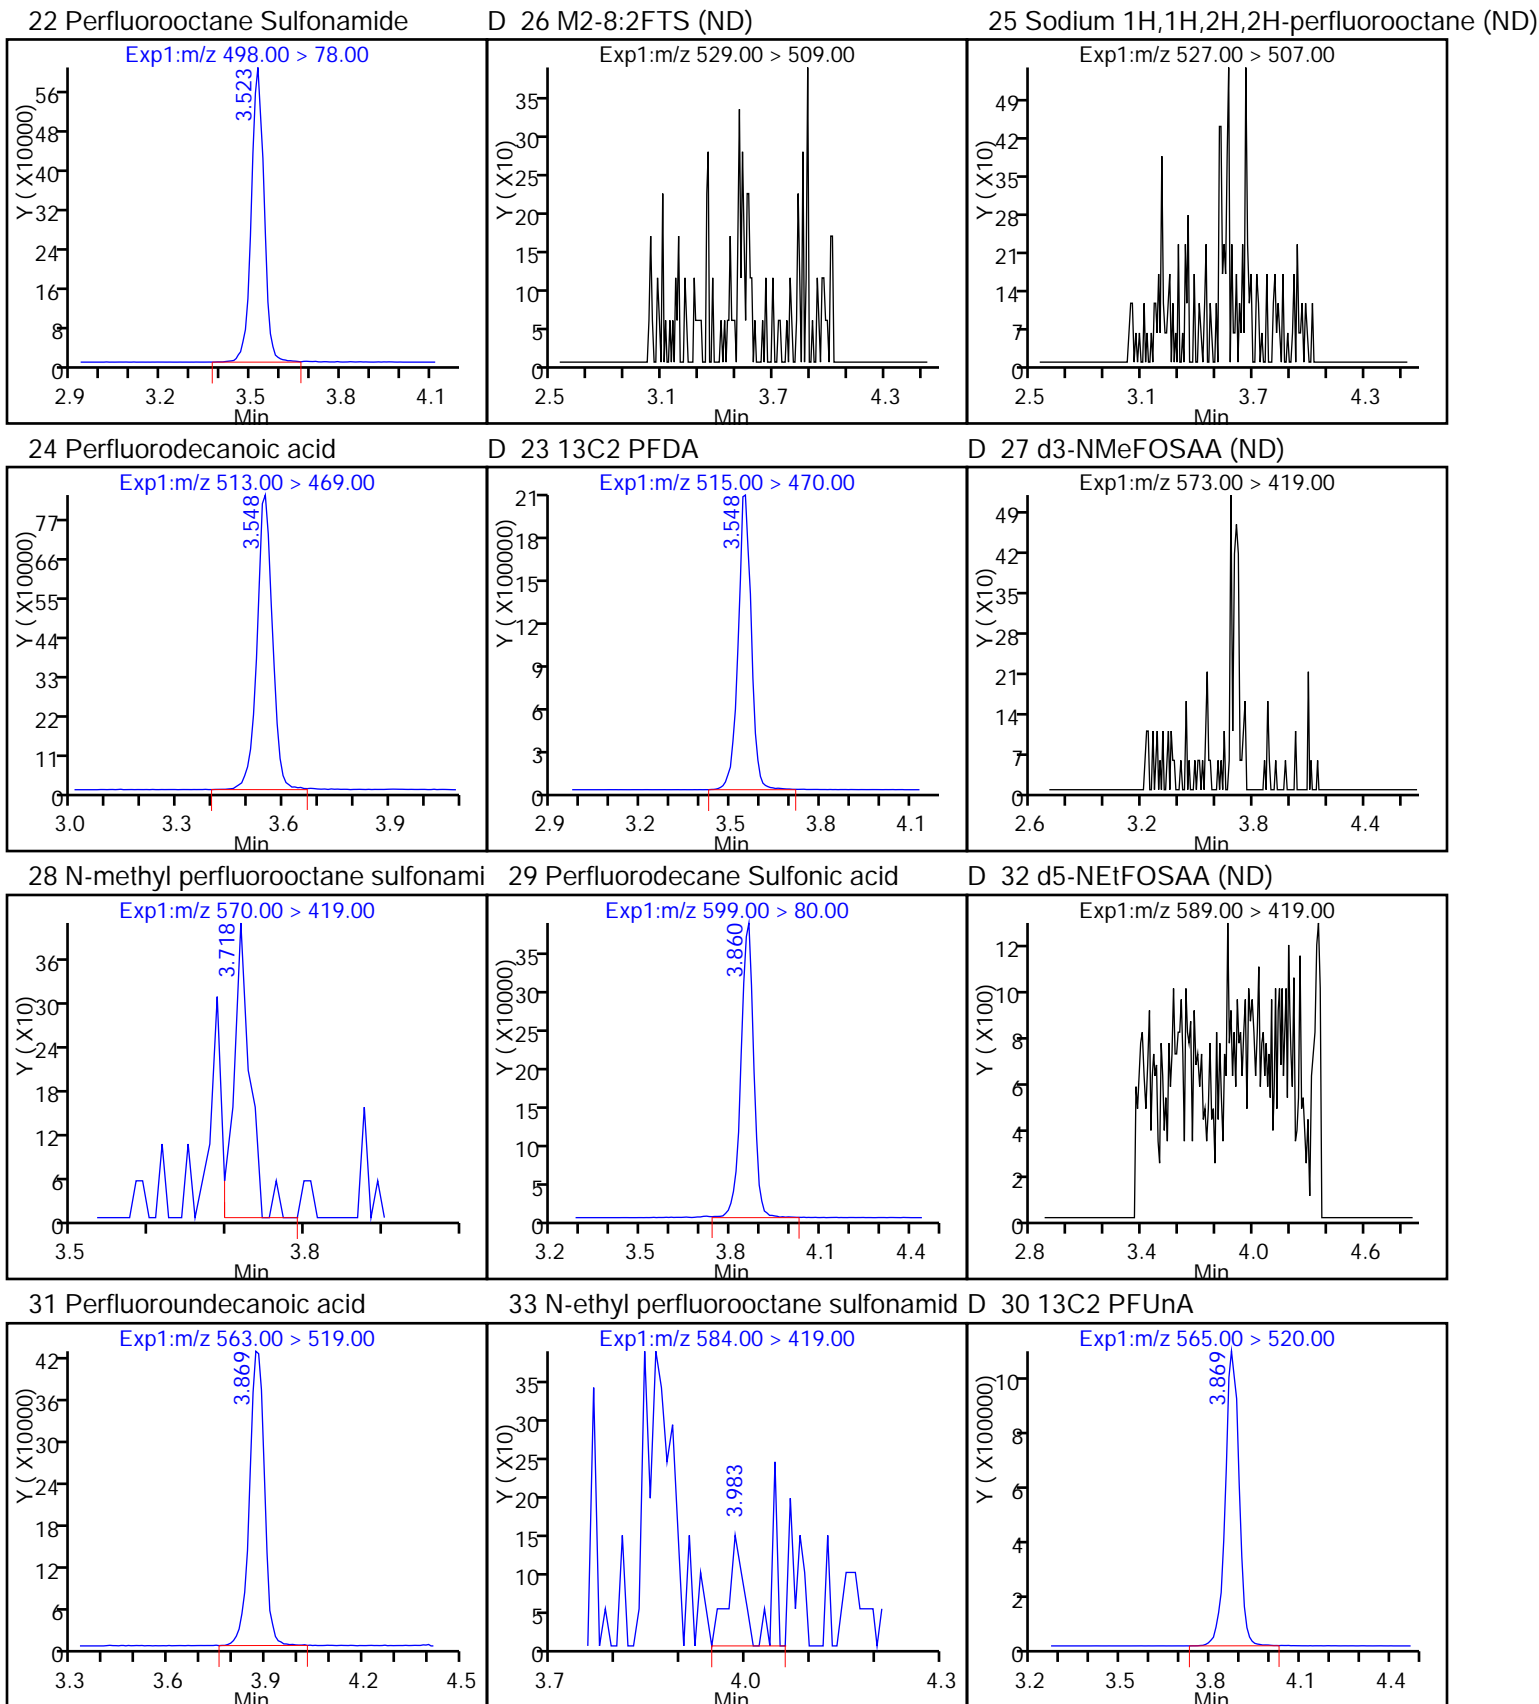 22 Perfluorooctane Sulfonamide
D 26 M2-8:2FTS (ND)
25 Sodium 1H,1H,2H,2H-perfluorooctane (ND)
Exp1:m/z 498.00 > 78.00
3.523
Y ( X10000)
56
48
40
32
24
16
8
0
2.9 3.2 3.5 3.8 4.1
Min
Exp1:m/z 529.00 > 509.00
Y ( X10)
35
30
25
20
15
10
5
0
2.5 3.1 3.7 4.3
Min
Exp1:m/z 527.00 > 507.00
Y ( X10)
49
42
35
28
21
14
7
0
2.5 3.1 3.7 4.3
Min
24 Perfluorodecanoic acid
D 23 13C2 PFDA
D 27 d3-NMeFOSAA (ND)
Exp1:m/z 513.00 > 469.00
3.548
Y ( X10000)
77
66
55
44
33
22
11
0
3.0 3.3 3.6 3.9
Min
Exp1:m/z 515.00 > 470.00
3.548
Y ( X100000)
21
18
15
12
9
6
3
0
2.9 3.2 3.5 3.8 4.1
Min
Exp1:m/z 573.00 > 419.00
Y ( X10)
49
42
35
28
21
14
7
0
2.6 3.2 3.8 4.4
Min
28 N-methyl perfluorooctane sulfonami
29 Perfluorodecane Sulfonic acid
D 32 d5-NEtFOSAA (ND)
Exp1:m/z 570.00 > 419.00
3.718
Y ( X10)
36
30
24
18
12
6
0
3.5 3.8
Min
Exp1:m/z 599.00 > 80.00
3.860
Y ( X10000)
35
30
25
20
15
10
5
0
3.2 3.5 3.8 4.1 4.4
Min
Exp1:m/z 589.00 > 419.00
Y ( X100)
12
10
8
6
4
2
0
2.8 3.4 4.0 4.6
Min
31 Perfluoroundecanoic acid
33 N-ethyl perfluorooctane sulfonamid
D 30 13C2 PFUnA
Exp1:m/z 563.00 > 519.00
3.869
Y ( X10000)
42
36
30
24
18
12
6
0
3.3 3.6 3.9 4.2 4.5
Min
Exp1:m/z 584.00 > 419.00
3.983
Y ( X10)
35
30
25
20
15
10
5
0
3.7 4.0 4.3
Min
Exp1:m/z 565.00 > 520.00
3.869
Y ( X100000)
10
8
6
4
2
0
3.2 3.5 3.8 4.1 4.4
Min